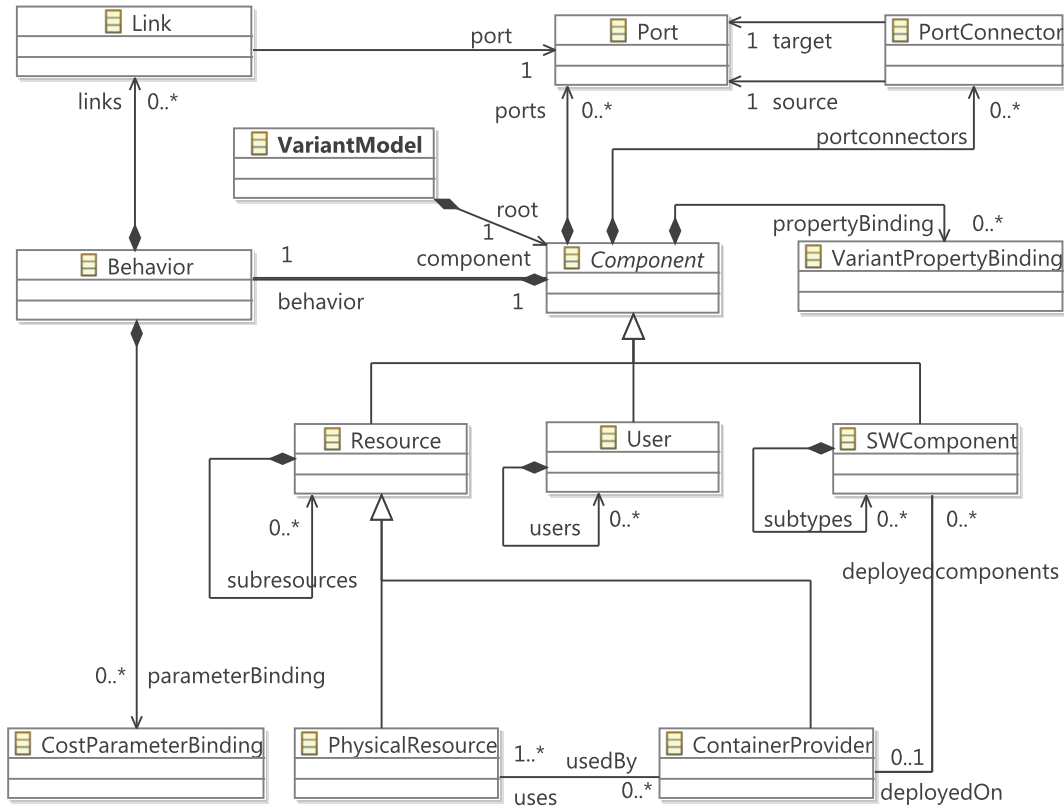 Link
port
1
Port
1 target
PortConnector
1 source
links
0..*
ports
0..*
0..*
portconnectors
VariantModel
root
1
propertyBinding
0..*
Behavior
1
component
Component
VariantPropertyBinding
behavior
1
Resource
User
SWComponent
0..*
subresources
users
0..*
subtypes
0..*
0..*
deployedcomponents
0..*
parameterBinding
CostParameterBinding
PhysicalResource
1..*
usedBy
uses
0..*
ContainerProvider
0..1
deployedOn